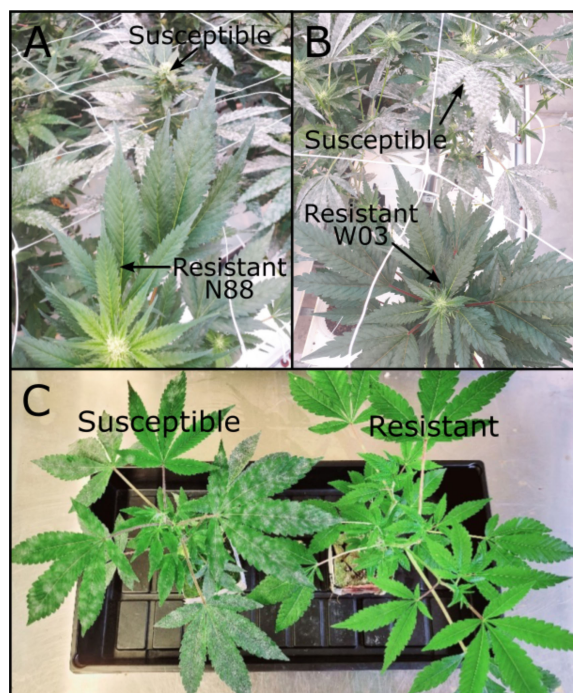 A
Susceptible
Resistant
N88
B
Susceptible
Resistant
W03
C
Susceptible
Resistant